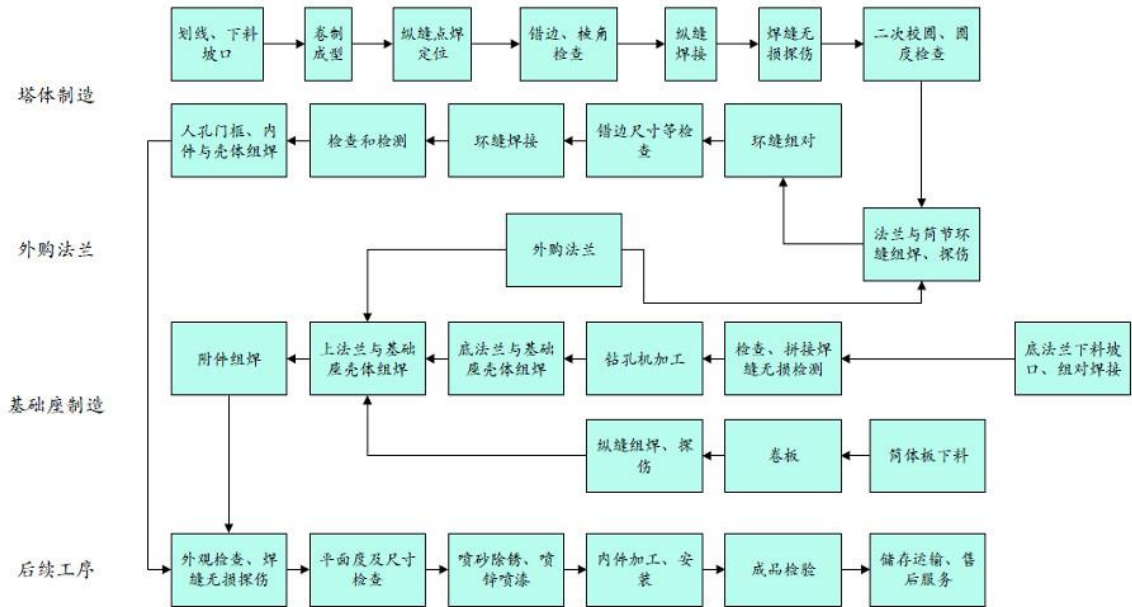 划线、下料
坡口
卷制
成型
纵缝点焊
定位
错边、棱角
检查
纵缝
焊接
焊缝无
损探伤
二次校圆、圆
度检查
塔体制造
人孔门框、内
件与壳体组焊
检查和检测
环缝焊接
错边尺寸等检
查
环缝组对
外购法兰
外购法兰
法兰与筒节环
缝组焊、探伤
附件组焊
上法兰与基础
座壳体组焊
底法兰与基础
座壳体组焊
钻孔机加工
检查、拼接焊
缝无损检测
底法兰下料坡
口、组对焊接
基础座制造
纵缝组焊、探
伤
卷板
筒体板下料
后续工序
外观检查、焊
缝无损探伤
平面度及尺寸
检查
喷砂除锈、喷
锌喷漆
内件加工、安
装
成品检验
储存运输、售
后服务